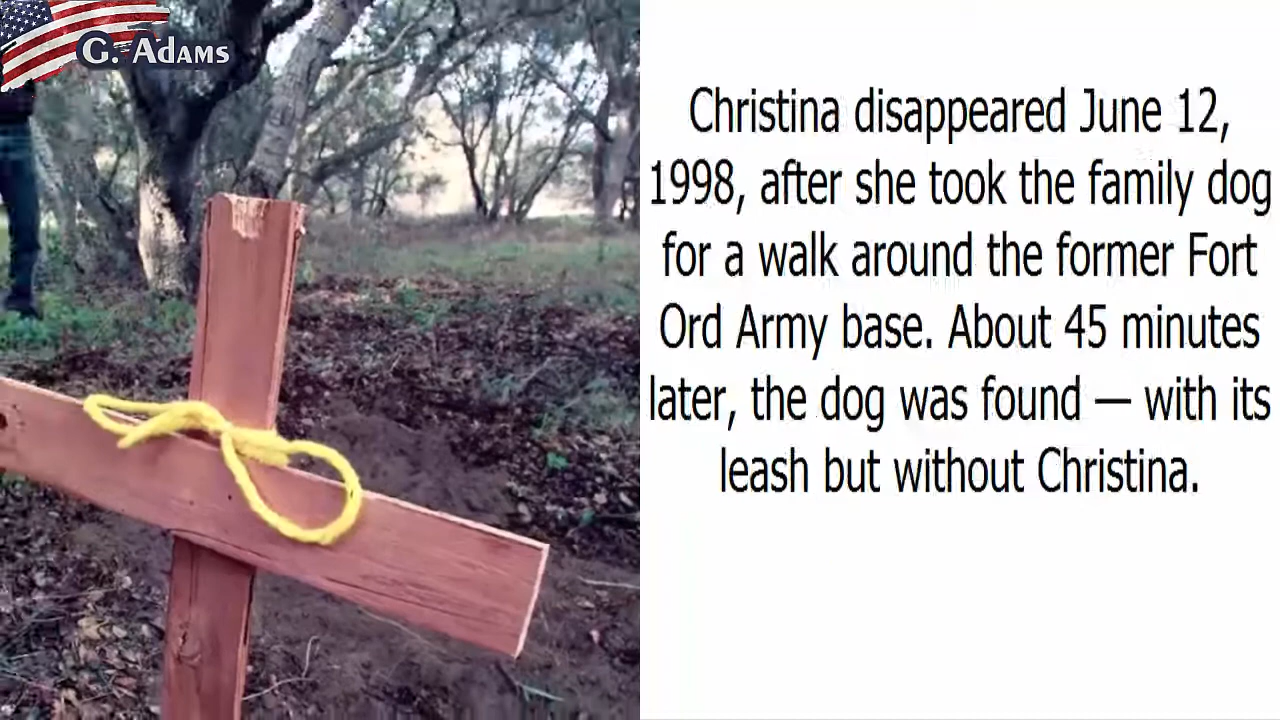 G. Adams
Christina disappeared June 12,
1998, after she took the family dog
for a walk around the former Fort
Ord Army base. About 45 minutes
later, the dog was found — with its
leash but without Christina.